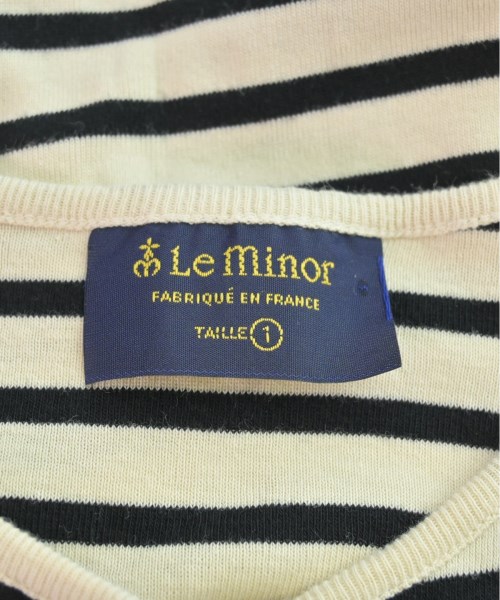 Le Minor
FABRIQUÉ EN FRANCE
TAILLE 1